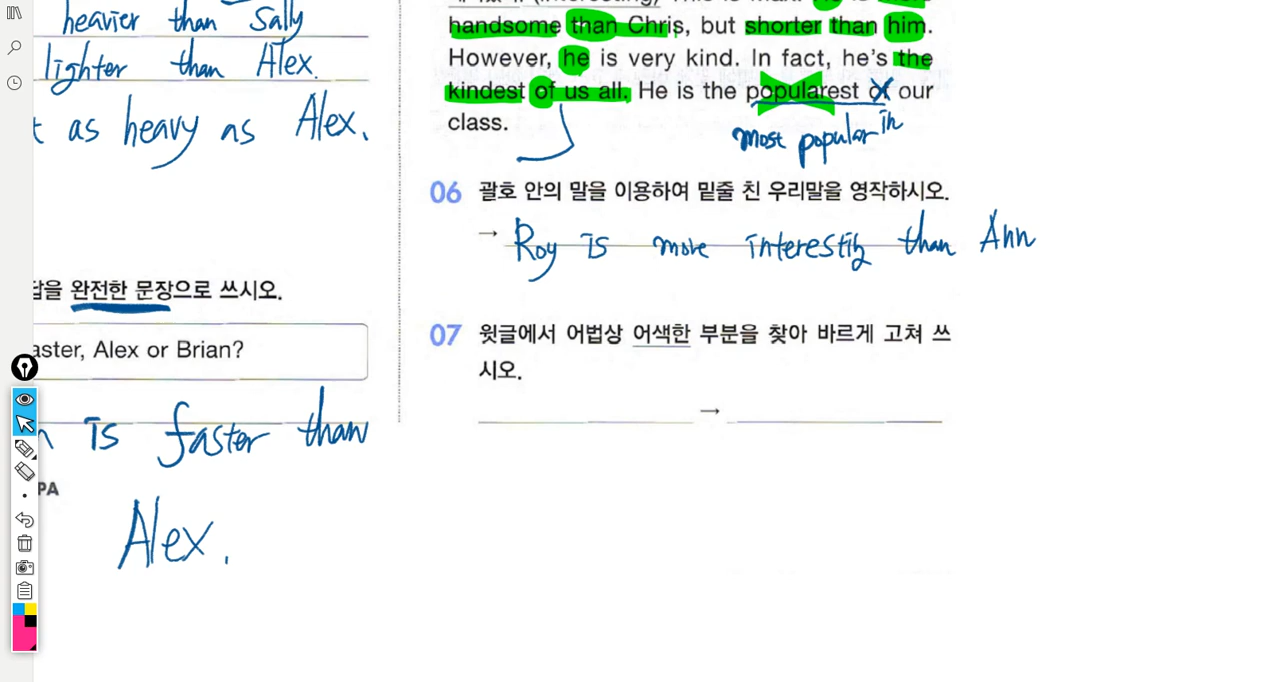 heavier than Sally
lighter than Alex.
as heavy as Alex.
답을 완전한 문장으로 쓰시오.
aster, Alex or Brian?
is faster than
PA
Alex.
handsome than Chris, but shorter than him.
However, he is very kind. In fact, he's the
kindest of us all. He is the popularest of our
class.
most popular in
06 괄호 안의 말을 이용하여 밑줄 친 우리말을 영작하시오.
→ Roy is more interestig than Ann
07 윗글에서 어법상 어색한 부분을 찾아 바르게 고쳐 쓰
시오.
→